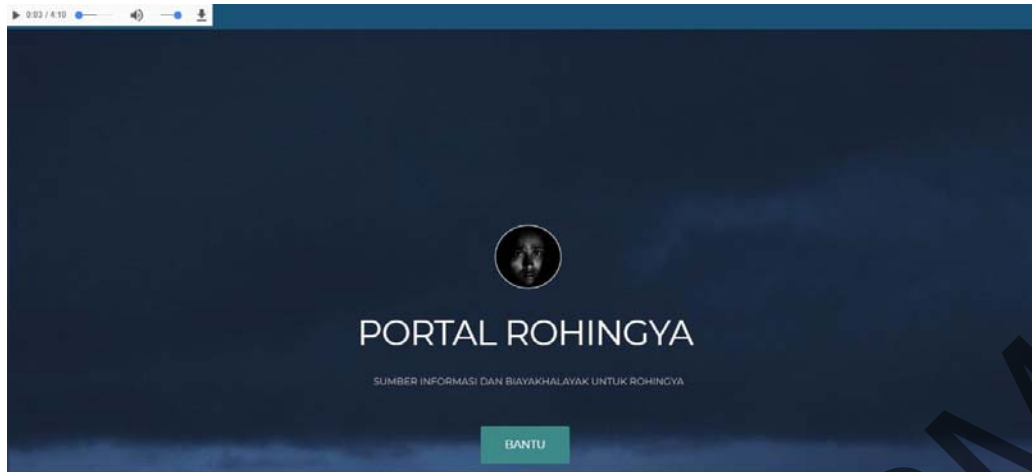 0:03 / 4:10
PORTAL ROHINGYA
SUMBER INFORMASI DAN BIAYAKHALAYAK UNTUK ROHINGYA
BANTU